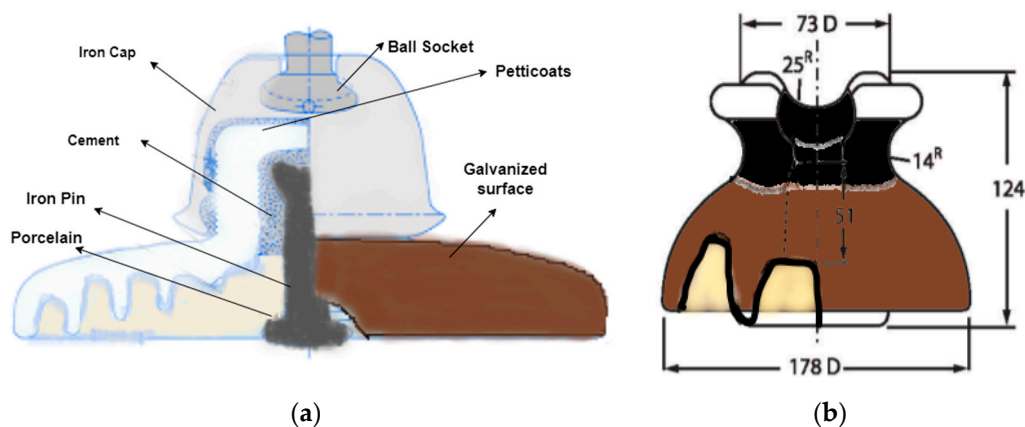 Iron Cap
Ball Socket
Petticoats
Cement
Galvanized
surface
Iron Pin
Porcelain
(a)
73 D
25R
14R
124
51
178 D
(b)